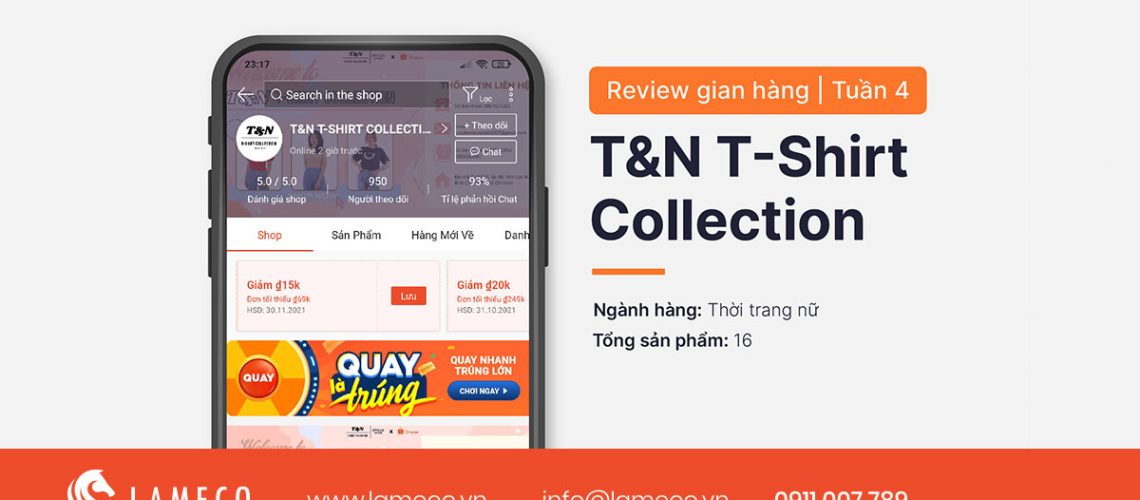 23:17
Search in the shop
Lọc
T&N
T&N T-SHIRT COLLECTI...
Online 2 giờ trước
+ Theo dõi
Chat
5.0 / 5.0
950
93%
Đánh giá shop
Người theo dõi
Tỉ lệ phản hồi Chat
Shop
Sản Phẩm
Hàng Mới Về
Danh
Giảm ₫15k
Đơn tối thiểu ₫69k
HSD: 30.11.2021
Lưu
Giảm ₫20k
Đơn tối thiểu ₫249k
HSD: 31.10.2021
QUAY
QUAY
là trúng
QUAY NHANH
TRÚNG LỚN
CHƠI NGAY
Welcome to
Review gian hàng | Tuần 4
T&N T-Shirt
Collection
Ngành hàng: Thời trang nữ
Tổng sản phẩm: 16
LAMECO
www.lameco.vn
info@lameco.vn
0911 007 789